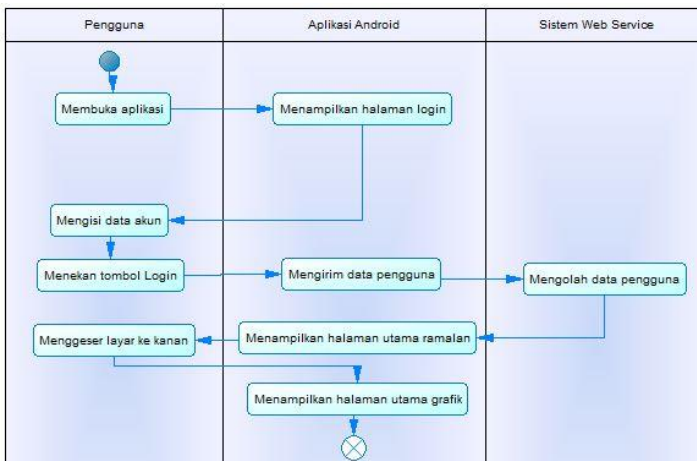 Pengguna
Aplikasi Android
Sistem Web Service
Membuka aplikasi
Menampilkan halaman login
Mengisi data akun
Menekan tombol Login
Mengirim data pengguna
Mengolah data pengguna
Menampilkan halaman utama ramalan
Menggeser layar ke kanan
Menampilkan halaman utama grafik